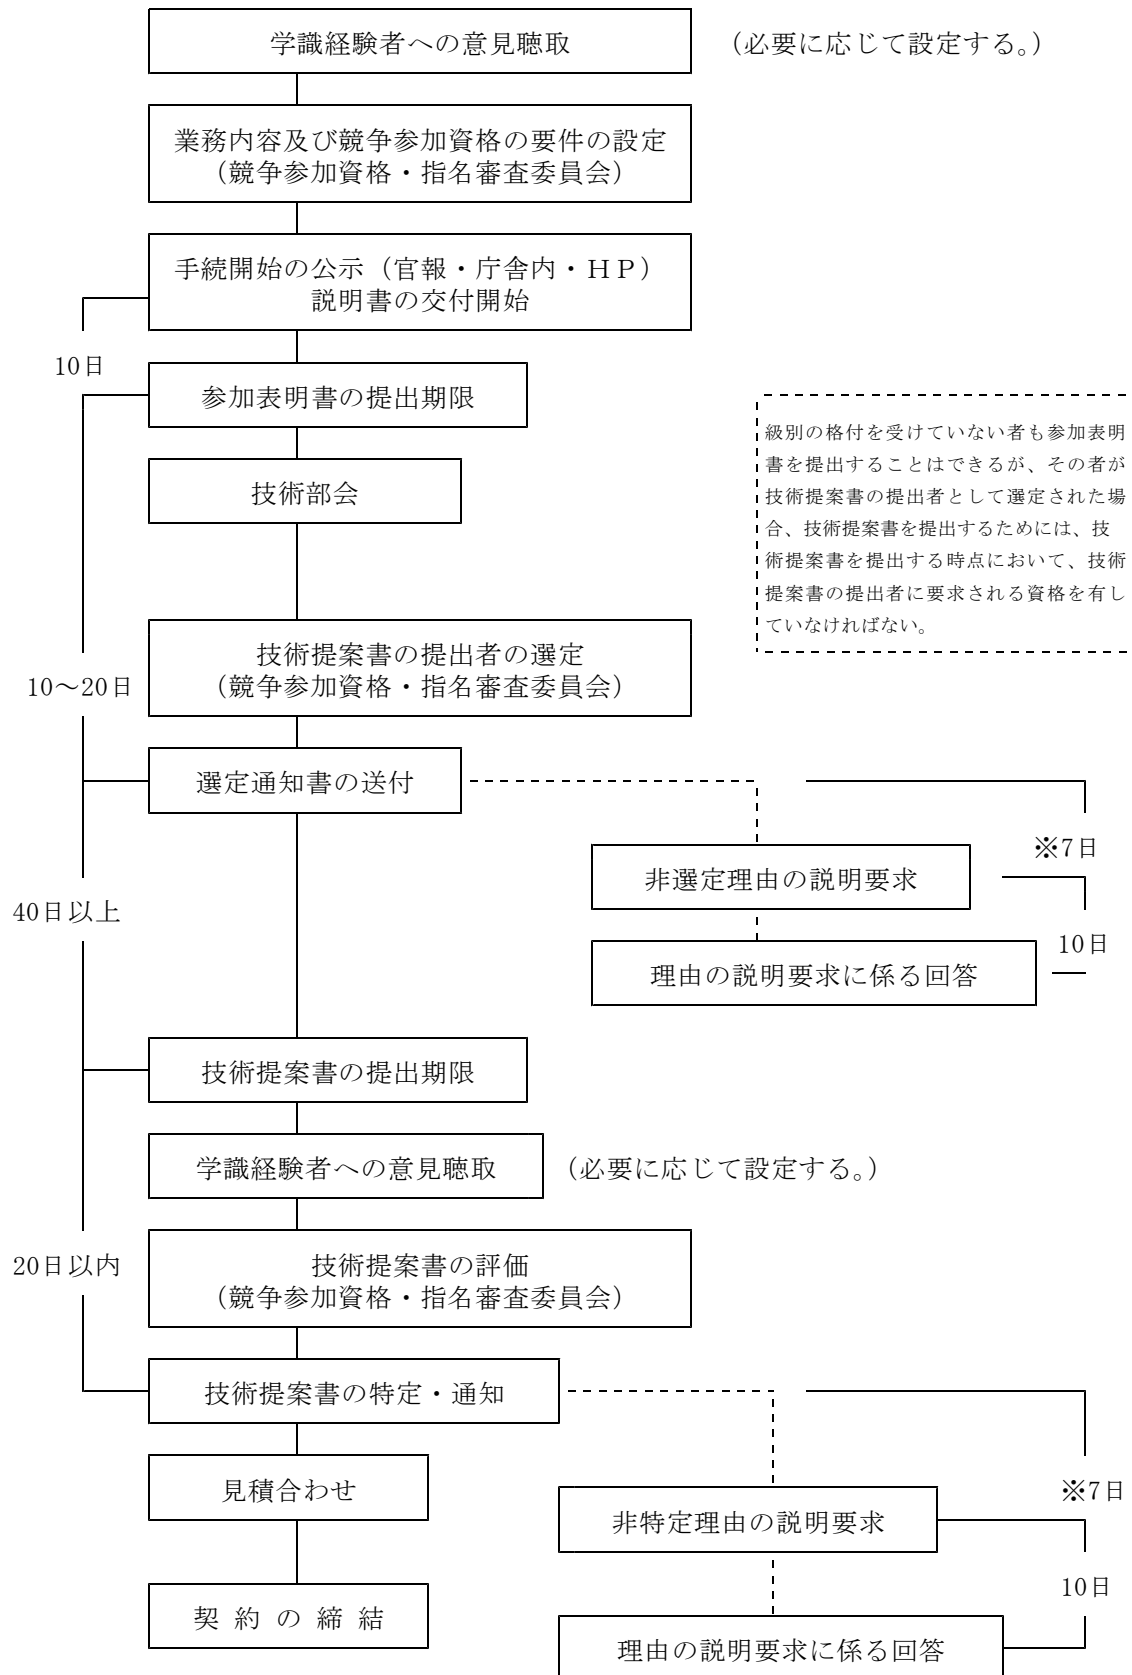 学識経験者への意見聴取
（必要に応じて設定する。）
業務内容及び競争参加資格の要件の設定
（競争参加資格・指名審査委員会）
手続開始の公示（官報・庁舎内・ＨＰ）
説明書の交付開始
10日
参加表明書の提出期限
級別の格付を受けていない者も参加表明
書を提出することはできるが、その者が
技術提案書の提出者として選定された場
合、技術提案書を提出するためには、技
術提案書を提出する時点において、技術
提案書の提出者に要求される資格を有し
ていなければない。
技術部会
技術提案書の提出者の選定
（競争参加資格・指名審査委員会）
10～20日
選定通知書の送付
※7日
非選定理由の説明要求
40日以上
10日
理由の説明要求に係る回答
技術提案書の提出期限
学識経験者への意見聴取
（必要に応じて設定する。）
20日以内
技術提案書の評価
（競争参加資格・指名審査委員会）
技術提案書の特定・通知
見積合わせ
※7日
非特定理由の説明要求
10日
契 約 の 締 結
理由の説明要求に係る回答